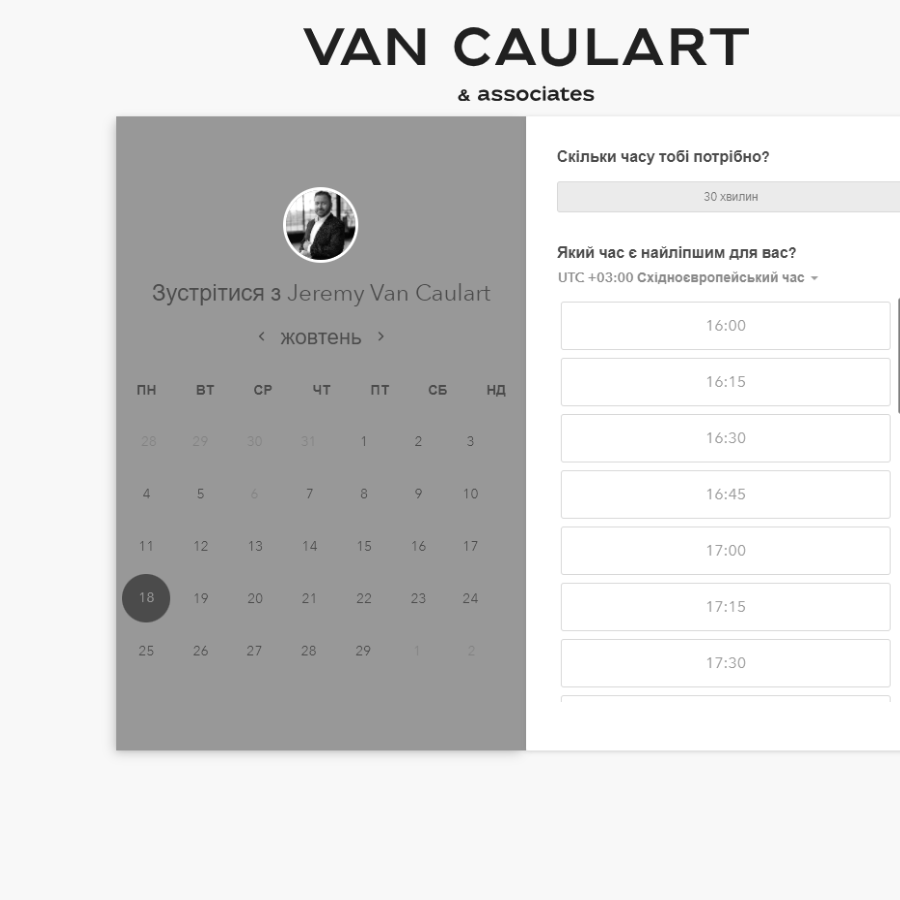 VAN CAULART
& associates
Зустрітися з Jeremy Van Caulart
жовтень
ПН ВТ СР ЧТ ПТ СБ НД
28 29 30 31 1 2 3
4 5 6 7 8 9 10
11 12 13 14 15 16 17
18 19 20 21 22 23 24
25 26 27 28 29 1 2
Скільки часу тобі потрібно?
30 хвилин
Який час є найліпшим для вас?
UTC +03:00 Східноєвропейський час
16:00
16:15
16:30
16:45
17:00
17:15
17:30